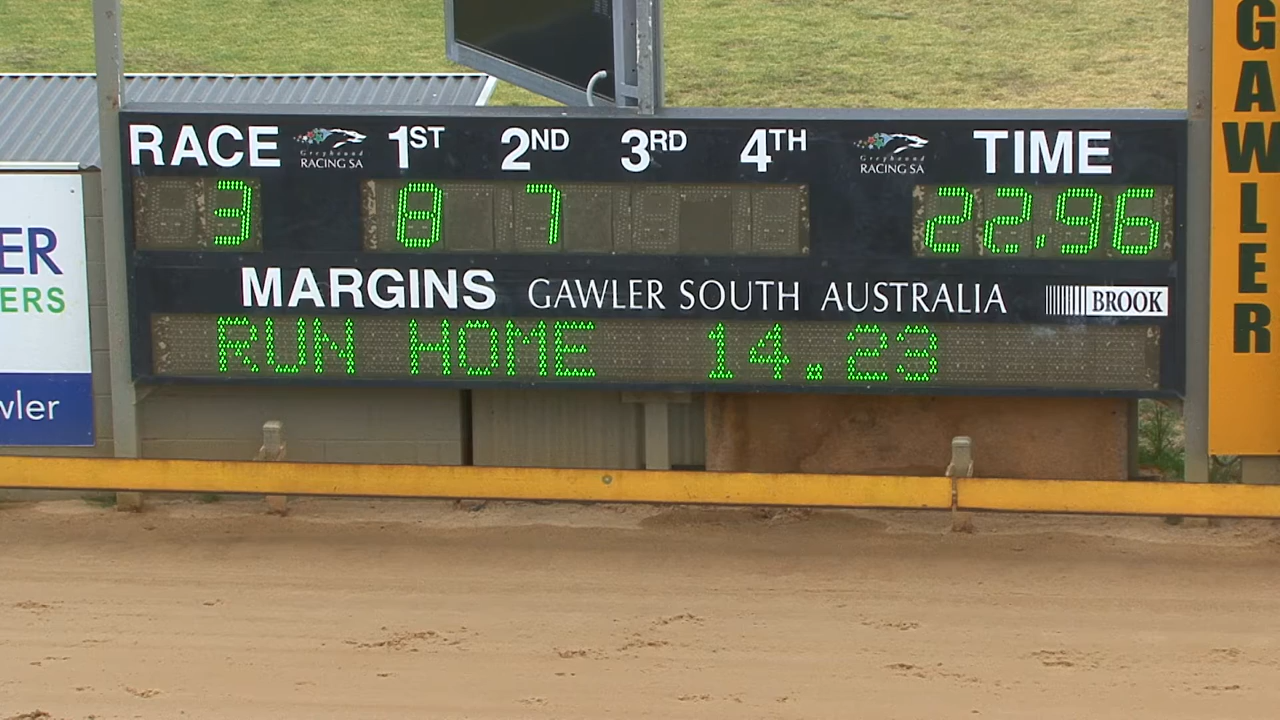 RACE Greyhound RACING SA 1ST 2ND 3RD 4TH Greyhound RACING SA TIME
3 8 7 22.96
MARGINS GAWLER SOUTH AUSTRALIA BROOK
RUN HOME 14.23
ER
ERS
wler
GAWLER